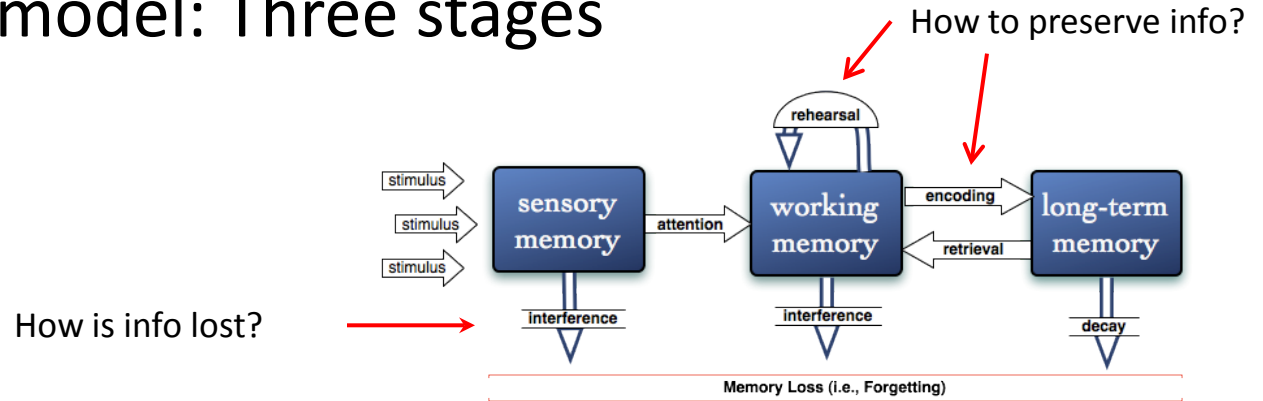 model: Three stages
How to preserve info?
rehearsal
stimulus
stimulus
stimulus
sensory
memory
attention
working
memory
encoding
retrieval
long-term
memory
How is info lost?
interference
interference
decay
Memory Loss (i.e., Forgetting)